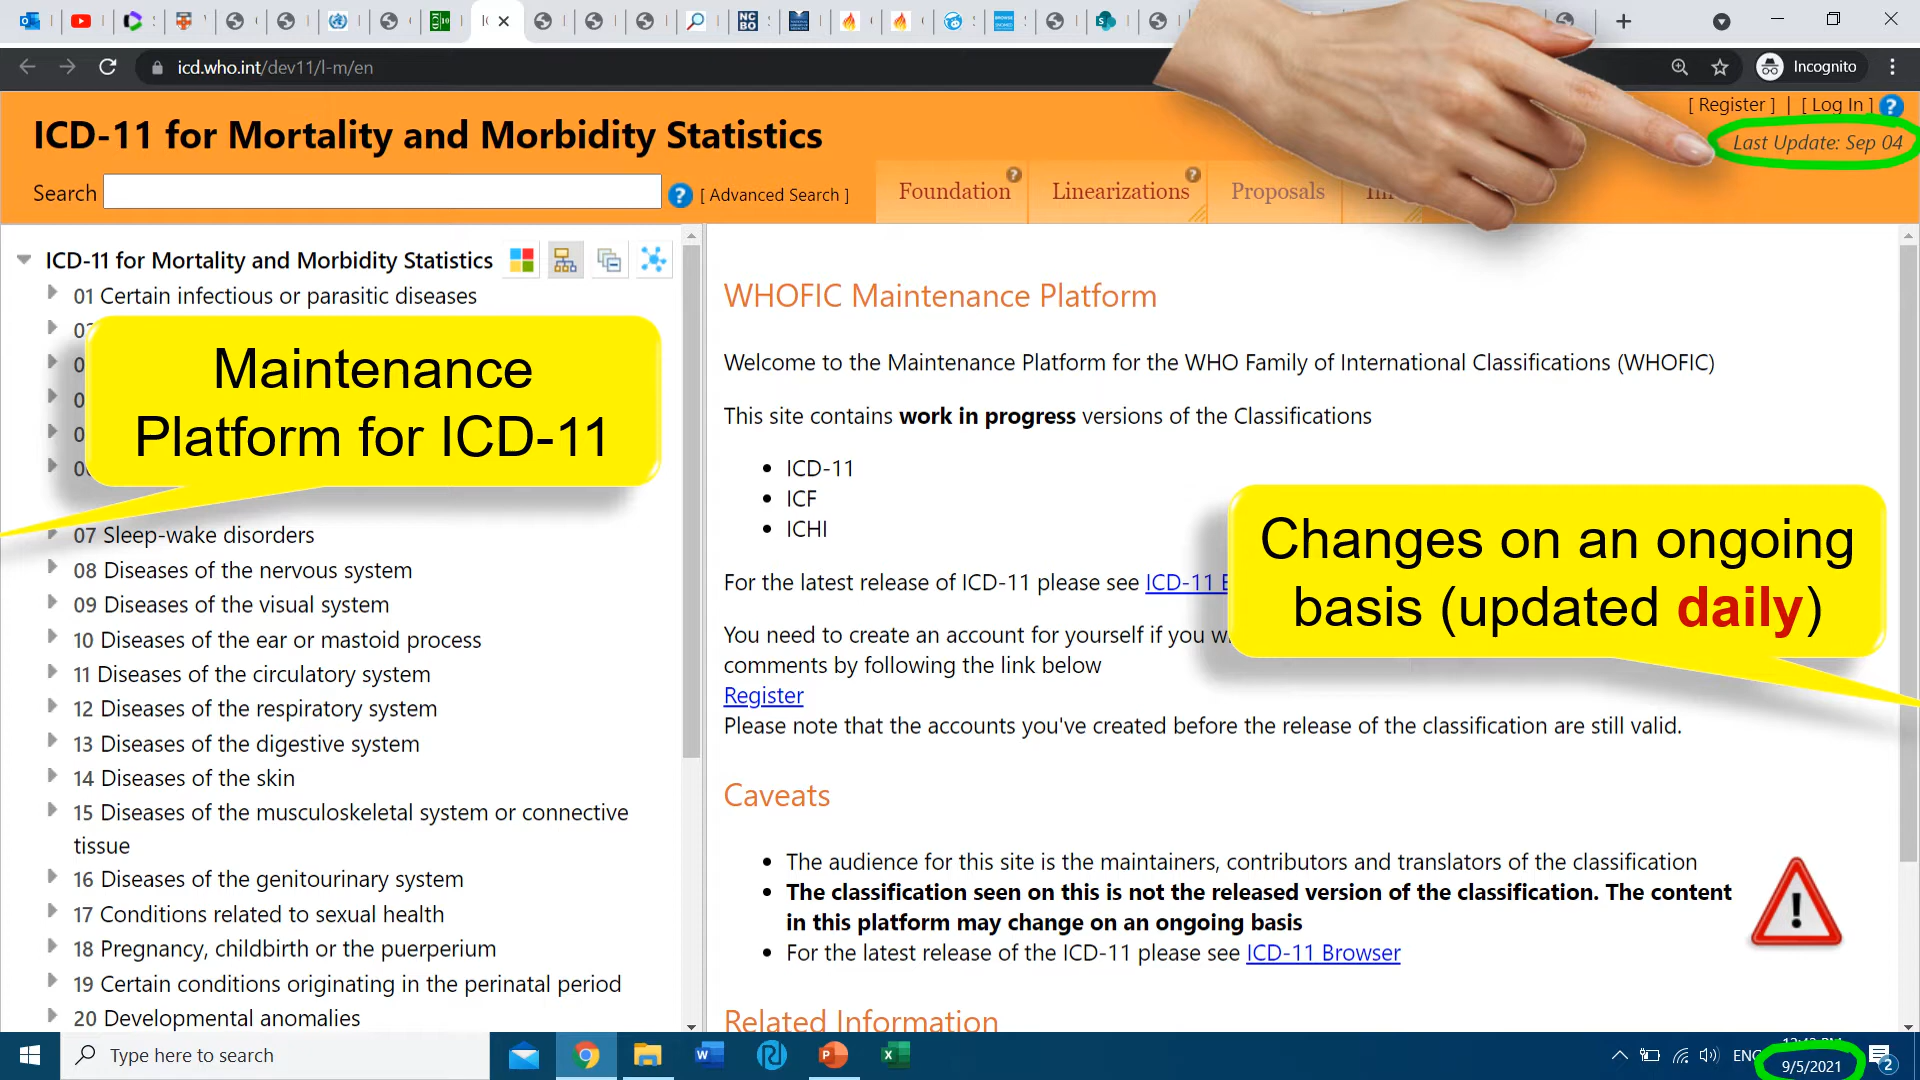 icd.who.int/dev11/l-m/en
Incognito
[ Register ] | [ Log In ]
ICD-11 for Mortality and Morbidity Statistics
Last Update: Sep 04
Search
[ Advanced Search ]
Foundation
Linearizations
Proposals
ICD-11 for Mortality and Morbidity Statistics
01 Certain infectious or parasitic diseases
07 Sleep-wake disorders
08 Diseases of the nervous system
09 Diseases of the visual system
10 Diseases of the ear or mastoid process
11 Diseases of the circulatory system
12 Diseases of the respiratory system
13 Diseases of the digestive system
14 Diseases of the skin
15 Diseases of the musculoskeletal system or connective
tissue
16 Diseases of the genitourinary system
17 Conditions related to sexual health
18 Pregnancy, childbirth or the puerperium
19 Certain conditions originating in the perinatal period
20 Developmental anomalies
Maintenance
Platform for ICD-11
WHOFIC Maintenance Platform
Welcome to the Maintenance Platform for the WHO Family of International Classifications (WHOFIC)
This site contains work in progress versions of the Classifications
ICD-11
ICF
ICHI
For the latest release of ICD-11 please see ICD-11
You need to create an account for yourself if you
comments by following the link below
Register
Please note that the accounts you've created before the release of the classification are still valid.
Changes on an ongoing
basis (updated daily)
Caveats
The audience for this site is the maintainers, contributors and translators of the classification
The classification seen on this is not the released version of the classification. The content
in this platform may change on an ongoing basis
For the latest release of the ICD-11 please see ICD-11 Browser
Related Information
Type here to search
9/5/2021
2